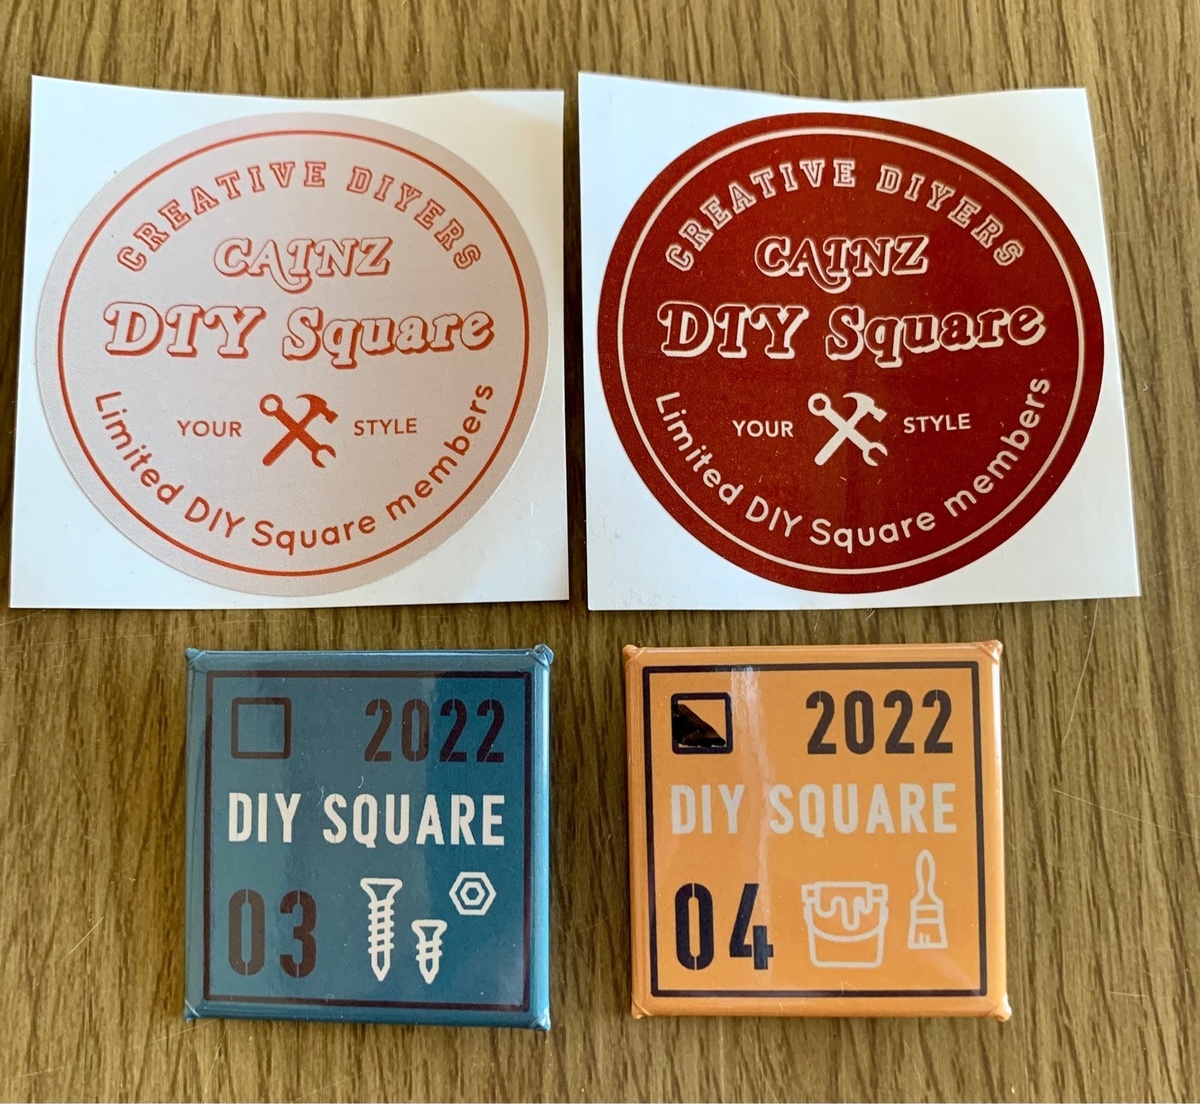 CREATIVE DIYERS
CAINZ
DIY Square
YOUR STYLE
Limited DIY Square members
CREATIVE DIYERS
CAINZ
DIY Square
YOUR STYLE
Limited DIY Square members
2022
DIY SQUARE
03
2022
DIY SQUARE
04